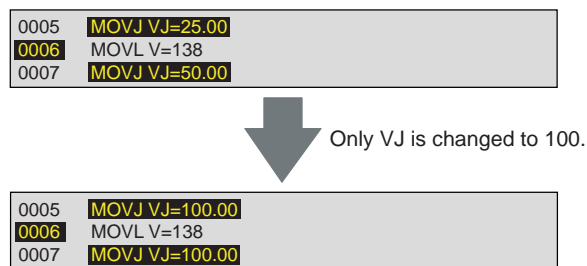 0005 MOVJ VJ=25.00
0006 MOVL V=138
0007 MOVJ VJ=50.00
Only VJ is changed to 100.
0005 MOVJ VJ=100.00
0006 MOVL V=138
0007 MOVJ VJ=100.00